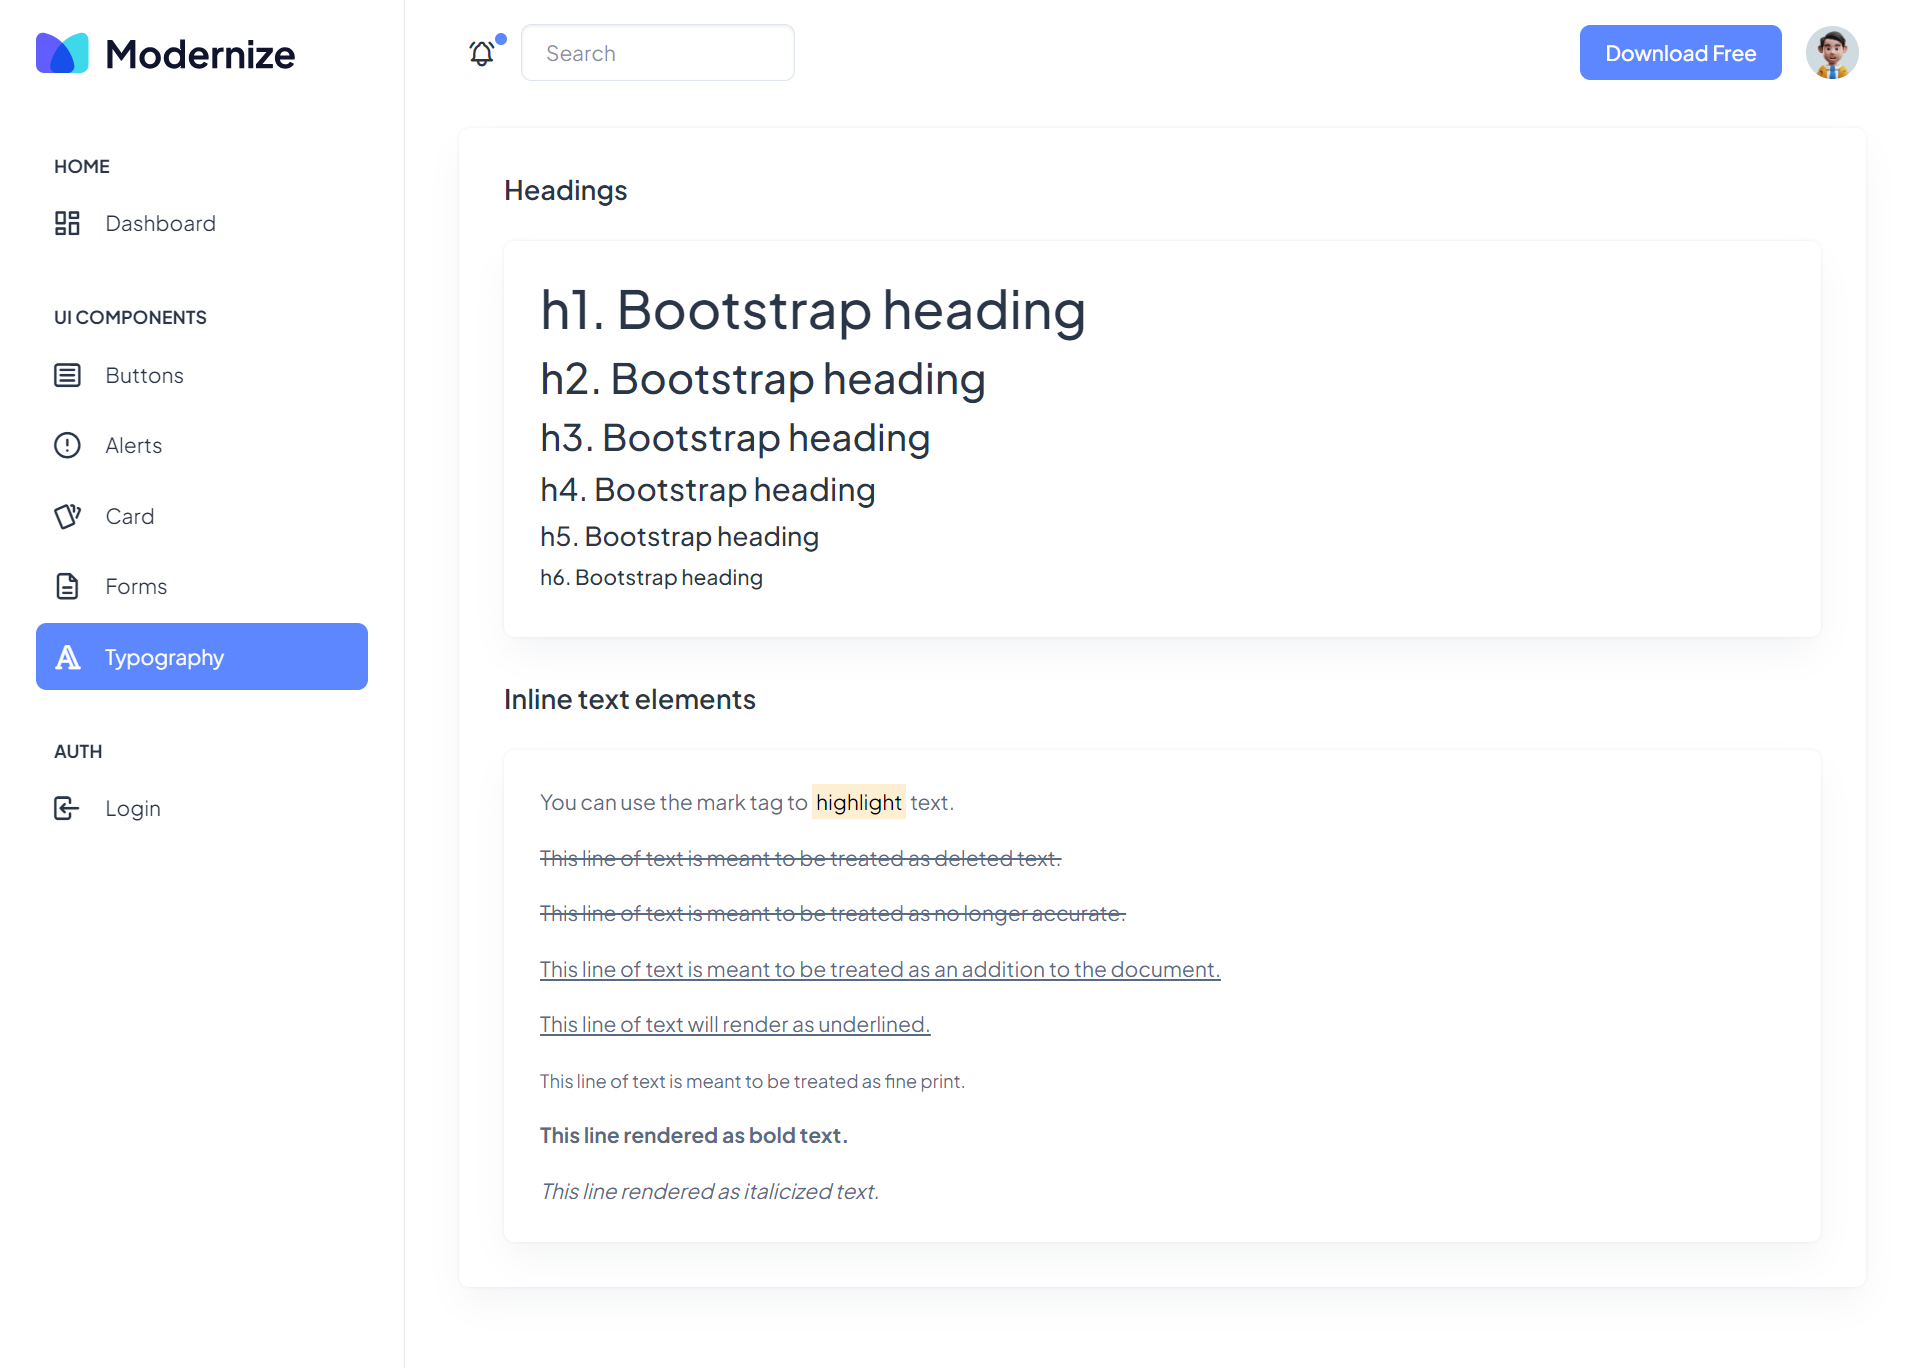 Modernize
Search
Download Free
HOME
Dashboard
UI COMPONENTS
Buttons
Alerts
Card
Forms
Typography
AUTH
Login
Headings
h1. Bootstrap heading
h2. Bootstrap heading
h3. Bootstrap heading
h4. Bootstrap heading
h5. Bootstrap heading
h6. Bootstrap heading
Inline text elements
You can use the mark tag to highlight text.
This line of text is meant to be treated as deleted text.
This line of text is meant to be treated as no longer accurate.
This line of text is meant to be treated as an addition to the document.
This line of text will render as underlined.
This line of text is meant to be treated as fine print.
This line rendered as bold text.
This line rendered as italicized text.